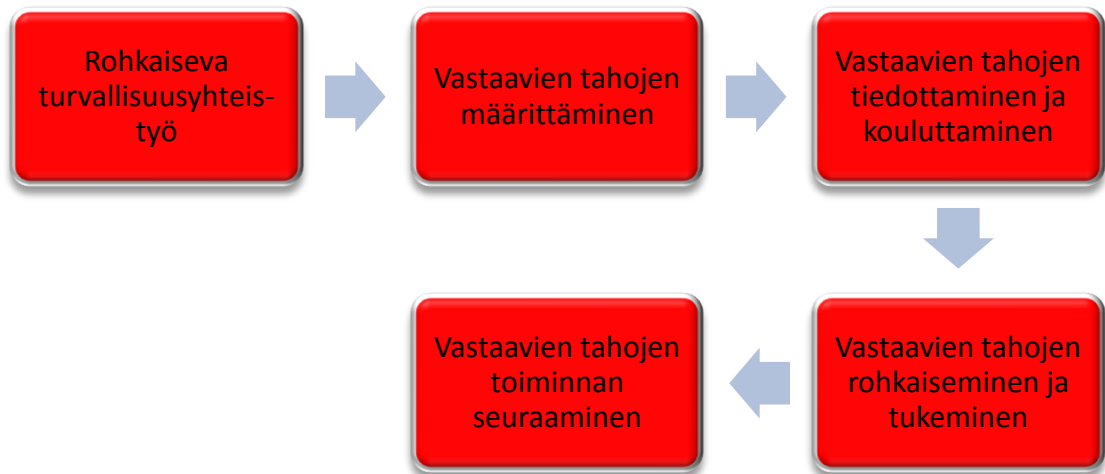 Rohkaiseva
turvallisuusyhteis-
työ
Vastaavien tahojen
määrittäminen
Vastaavien tahojen
tiedottaminen ja
kouluttaminen
Vastaavien tahojen
rohkaiseminen ja
tukeminen
Vastaavien tahojen
toiminnan
seuraaminen